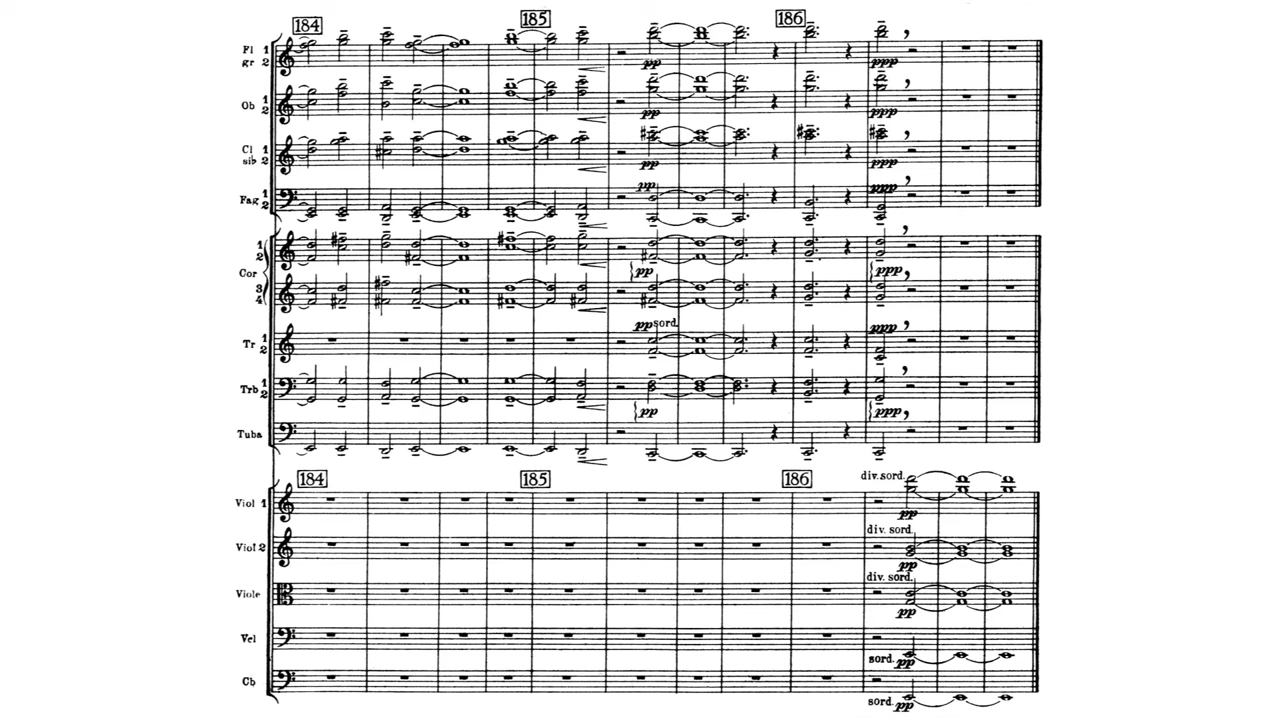 184 185 186
Fl 1
gr 2
pp ppp
Ob 1
2
pp ppp
Cl 1
sib 2
pp ppp
Fag 1
2
pp ppp
1
2
Cor
pp ppp
3
4
pp sord. ppp
Tr 1
2
Trb 1
2
pp ppp
Tuba
184 185 186
div. sord.
Viol 1
pp
div. sord.
Viol 2
pp
div. sord.
Viole
pp
Vcl
sord. pp
Cb
sord. pp